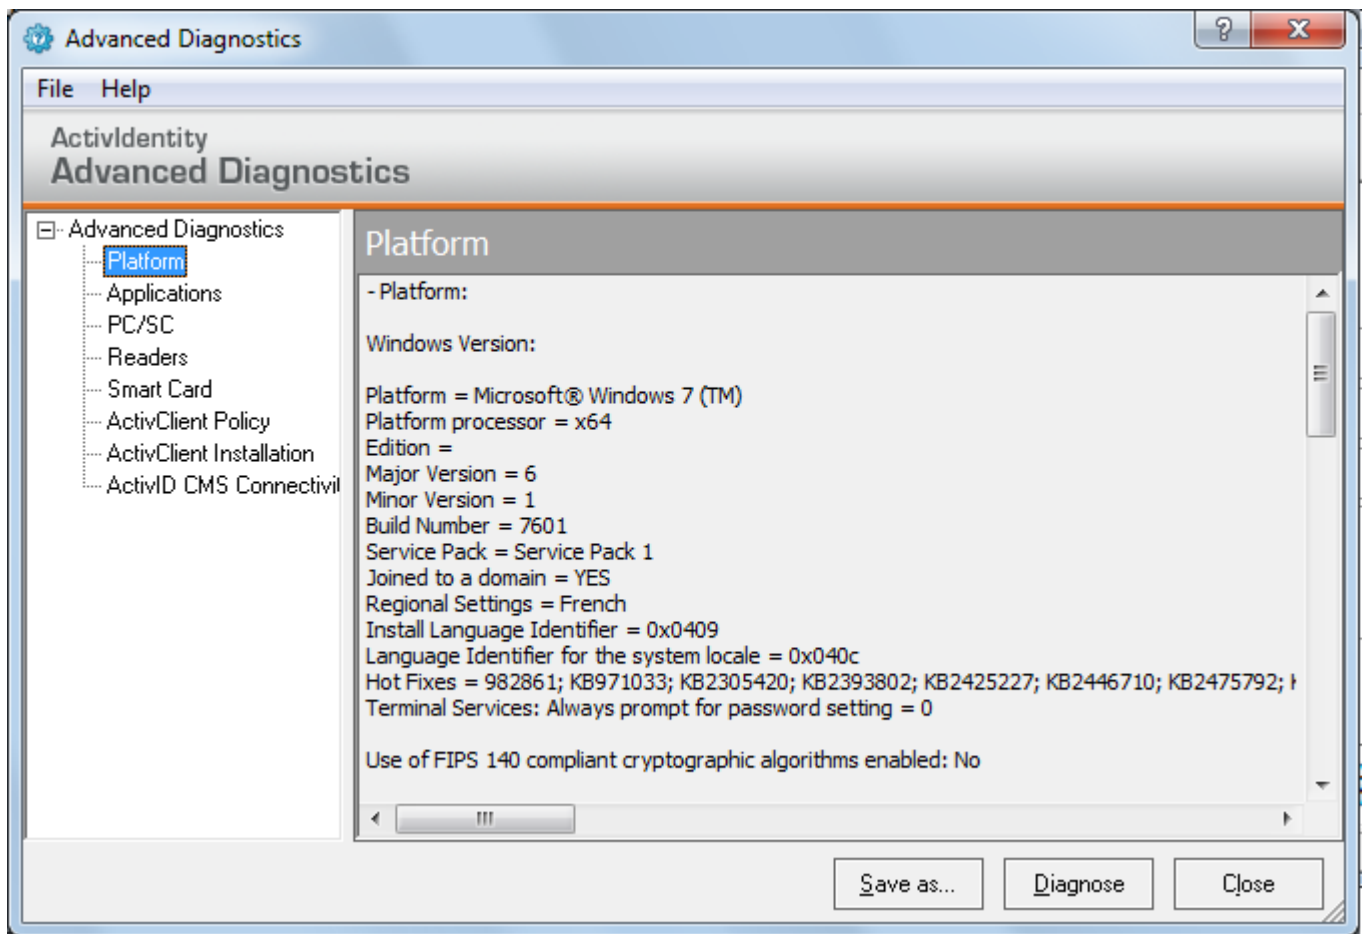 Advanced Diagnostics
File Help
ActivIdentity
Advanced Diagnostics
Advanced Diagnostics
Platform
Applications
PC/SC
Readers
Smart Card
ActivClient Policy
ActivClient Installation
ActivID CMS Connectivit
Platform
- Platform:
Windows Version:
Platform = Microsoft® Windows 7 (TM)
Platform processor = x64
Edition =
Major Version = 6
Minor Version = 1
Build Number = 7601
Service Pack = Service Pack 1
Joined to a domain = YES
Regional Settings = French
Install Language Identifier = 0x0409
Language Identifier for the system locale = 0x040c
Hot Fixes = 982861; KB971033; KB2305420; KB2393802; KB2425227; KB2446710; KB2475792;
Terminal Services: Always prompt for password setting = 0
Use of FIPS 140 compliant cryptographic algorithms enabled: No
Save as... Diagnose Close